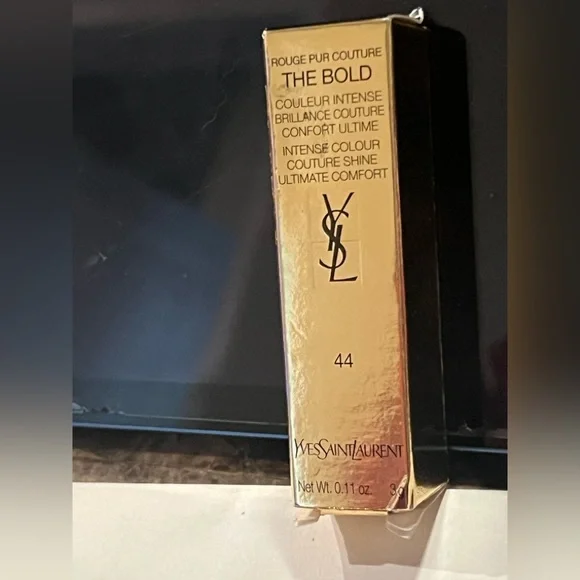 ROUGE PUR COUTURE
THE BOLD
COULEUR INTENSE
BRILLANCE COUTURE
CONFORT ULTIME
INTENSE COLOUR
COUTURE SHINE
ULTIMATE COMFORT
YSL
44
YVESSAINTLAURENT
Net Wt. 0.11 oz. 3 g